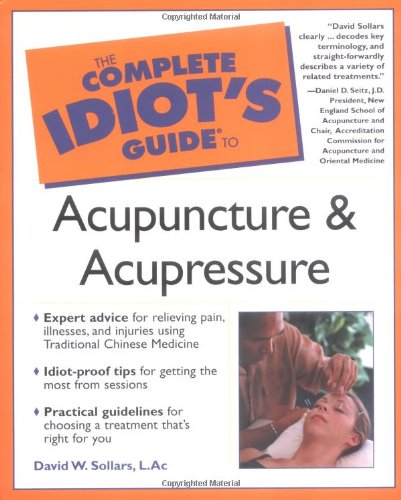 Copyrighted Material
THE
COMPLETE
IDIOT'S
GUIDE® TO
"David Sollars
clearly ... decodes key
terminology, and
straight-forwardly
describes a variety of
related treatments."
—Daniel D. Seitz, J.D.
President, New
England School of
Acupuncture and
Chair, Accreditation
Commission for
Acupuncture and
Oriental Medicine
Acupuncture &
Acupressure
♦ Expert advice for relieving pain,
illnesses, and injuries using
Traditional Chinese Medicine
♦ Idiot-proof tips for getting the
most from sessions
♦ Practical guidelines for
choosing a treatment that's
right for you
David W. Sollars, L.Ac
Copyrighted Material